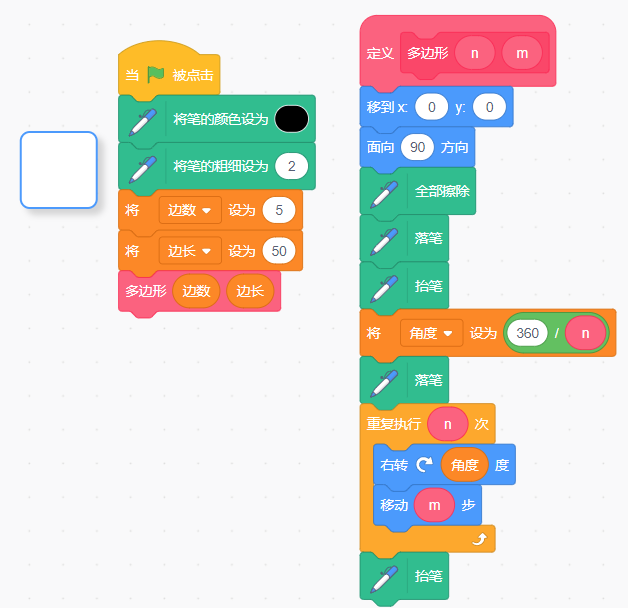 当 被点击
将笔的颜色设为
将笔的粗细设为 2
将 边数 设为 5
将 边长 设为 50
多边形 边数 边长
定义 多边形 n m
移到 x: 0 y: 0
面向 90 方向
全部擦除
落笔
抬笔
将 角度 设为 360 / n
落笔
重复执行 n 次
右转 角度 度
移动 m 步
抬笔